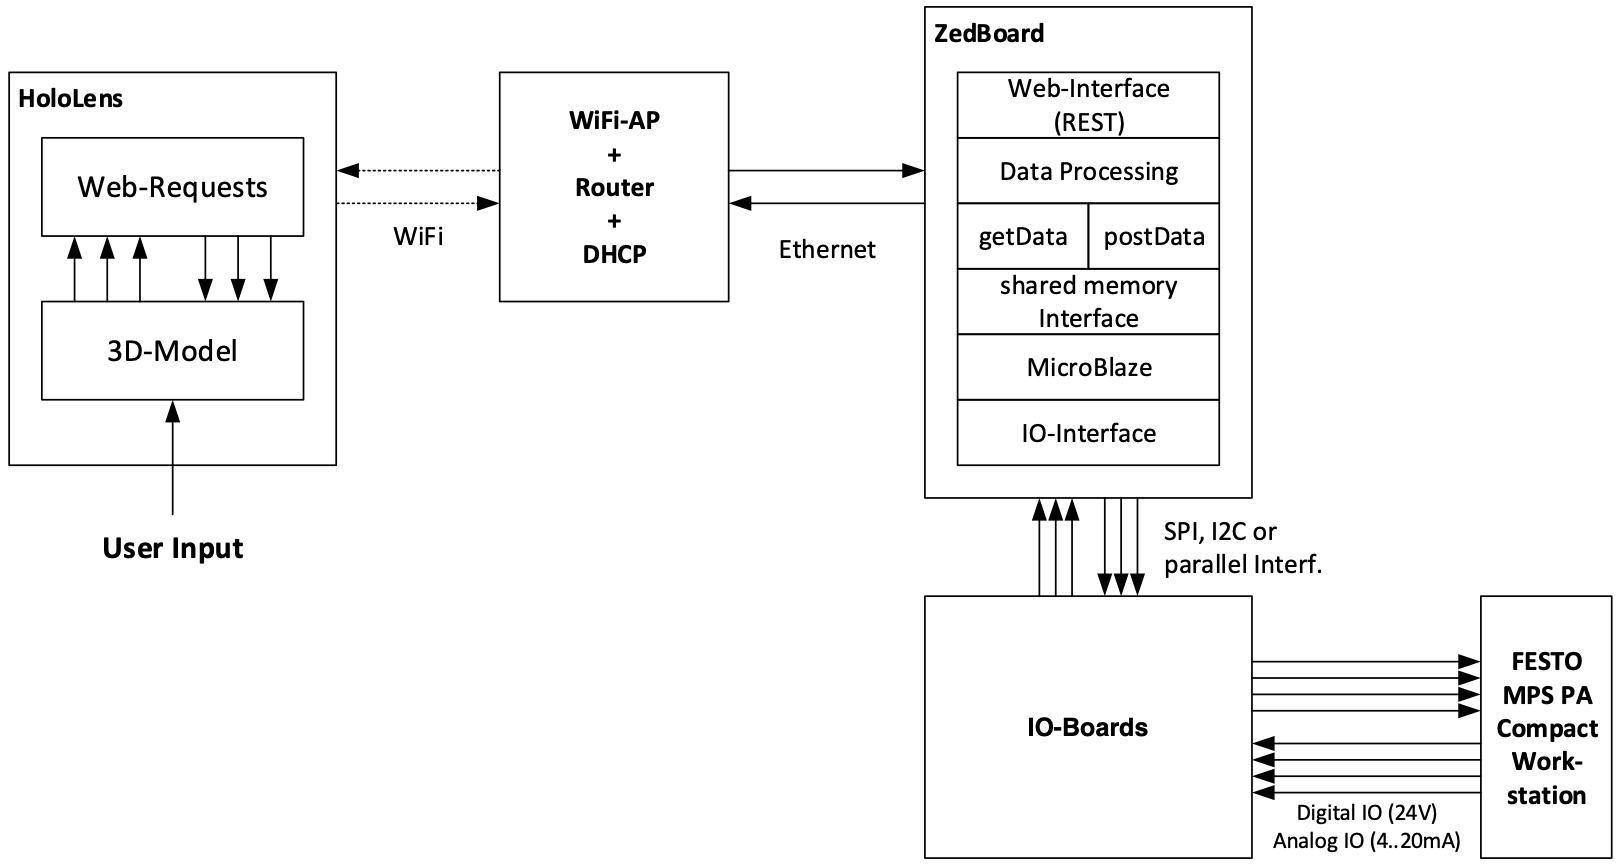 HoloLens
Web-Requests
3D-Model
User Input
WiFi
WiFi-AP
+
Router
+
DHCP
Ethernet
ZedBoard
Web-Interface
(REST)
Data Processing
getData
postData
shared memory
Interface
MicroBlaze
IO-Interface
SPI, I2C or
parallel Interf.
IO-Boards
Digital IO (24V)
Analog IO (4..20mA)
FESTO
MPS PA
Compact
Work-
station